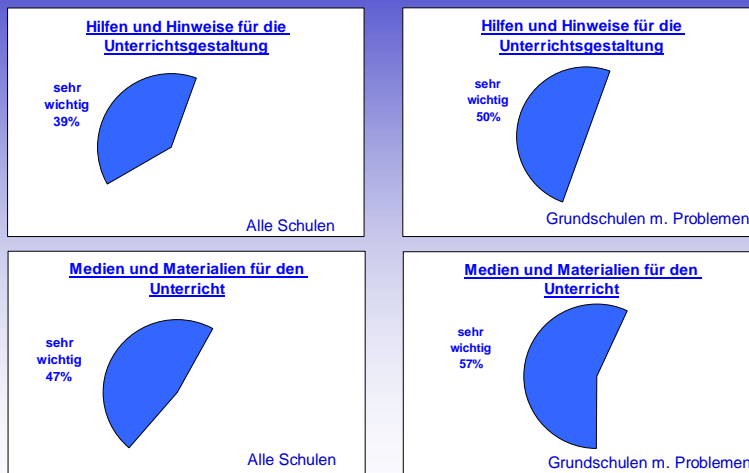 Hilfen und Hinweise für die
Unterrichtsgestaltung
sehr
wichtig
39%
Alle Schulen
Hilfen und Hinweise für die
Unterrichtsgestaltung
sehr
wichtig
50%
Grundschulen m. Problemen
Medien und Materialien für den
Unterricht
sehr
wichtig
47%
Alle Schulen
Medien und Materialien für den
Unterricht
sehr
wichtig
57%
Grundschulen m. Problemen